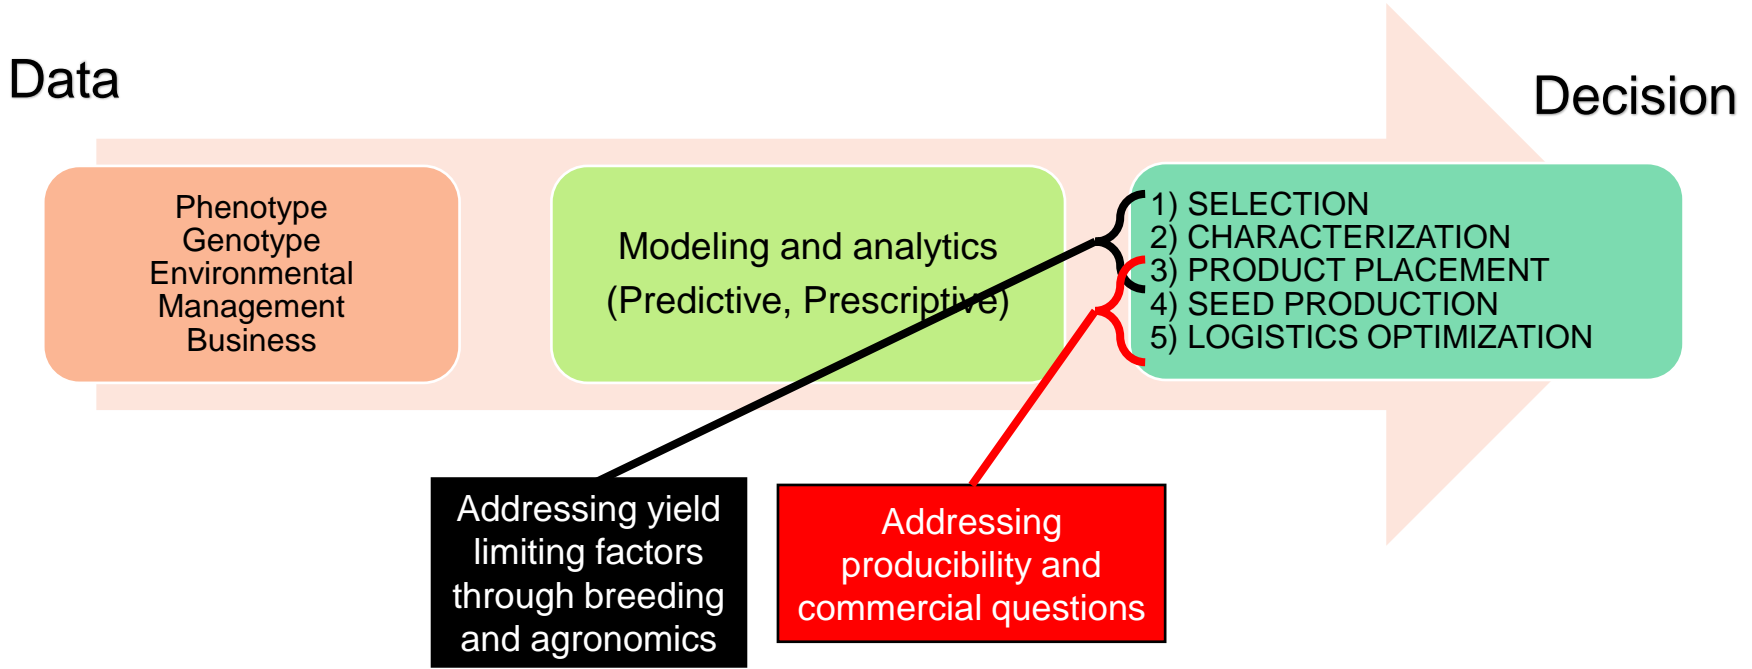 Data
Decision
Phenotype
Genotype
Environmental
Management
Business
Modeling and analytics
(Predictive, Prescriptive)
1) SELECTION
2) CHARACTERIZATION
3) PRODUCT PLACEMENT
4) SEED PRODUCTION
5) LOGISTICS OPTIMIZATION
Addressing yield
limiting factors
through breeding
and agronomics
Addressing
producibility and
commercial questions